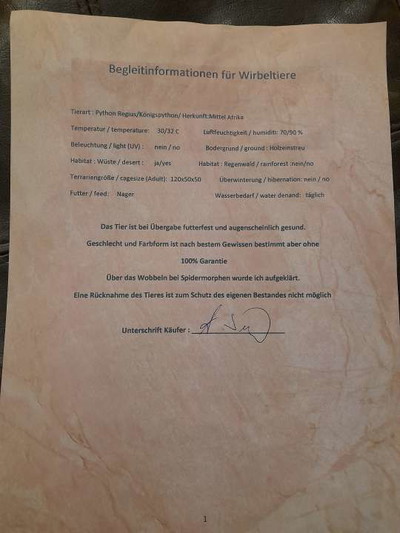 Begleitinformationen für Wirbeltiere
Tierart : Python Regius/Königspython/ Herkunft:Mittel Afrika
Temperatur / temperature: 30/32 C Luftfeuchtigkeit / humiditi: 70/90 %
Beleuchtung / light (UV) : nein / no Bodergrund / ground : Holzeinstreu
Habitat : Wüste / desert : ja/yes Habitat : Regenwald / rainforest :nein/no
Terrariengröße / cagesize (Adult): 120x50x50 Überwinterung / hibernation: nein / no
Futter / feed: Nager Wasserbedarf / water denand: täglich
Das Tier ist bei Übergabe futterfest und augenscheinlich gesund.
Geschlecht und Farbform ist nach bestem Gewissen bestimmt aber ohne
100% Garantie
Über das Wobbeln bei Spidermorphen wurde ich aufgeklärt.
Eine Rücknahme des Tieres ist zum Schutz des eigenen Bestandes nicht möglich
Unterschrift Käufer :
1